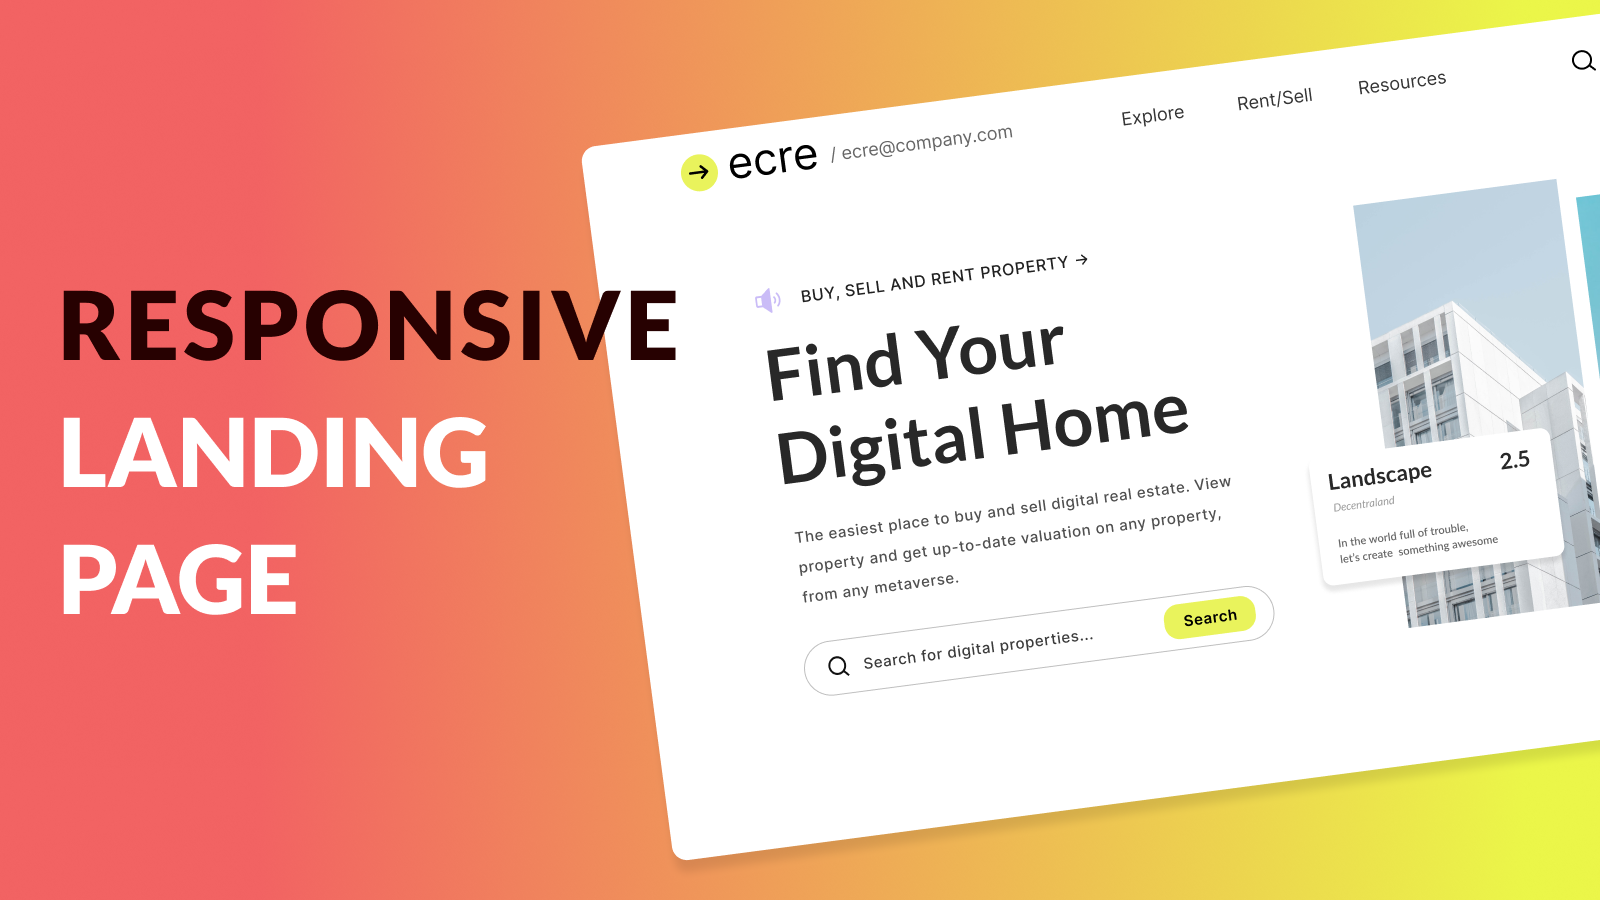 RESPONSIVE
LANDING
PAGE
ecre / ecre@company.com
Explore
Rent/Sell
Resources
BUY, SELL AND RENT PROPERTY →
Find Your
Digital Home
The easiest place to buy and sell digital real estate. View
property and get up-to-date valuation on any property,
from any metaverse.
Search for digital properties...
Search
Landscape
2.5
Decentraland
In the world full of trouble,
let's create something awesome